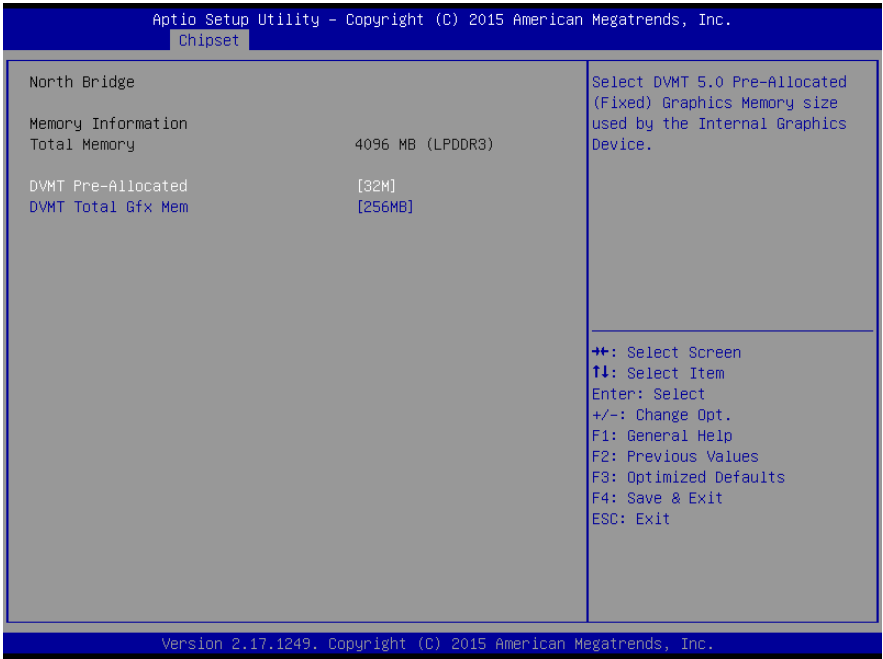 Aptio Setup Utility – Copyright (C) 2015 American Megatrends, Inc.
Chipset
North Bridge
Memory Information
Total Memory 4096 MB (LPDDR3)
DVMT Pre-Allocated [32M]
DVMT Total Gfx Mem [256MB]
Select DVMT 5.0 Pre-Allocated
(Fixed) Graphics Memory size
used by the Internal Graphics
Device.
→←: Select Screen
↑↓: Select Item
Enter: Select
+/-: Change Opt.
F1: General Help
F2: Previous Values
F3: Optimized Defaults
F4: Save & Exit
ESC: Exit
Version 2.17.1249. Copyright (C) 2015 American Megatrends, Inc.